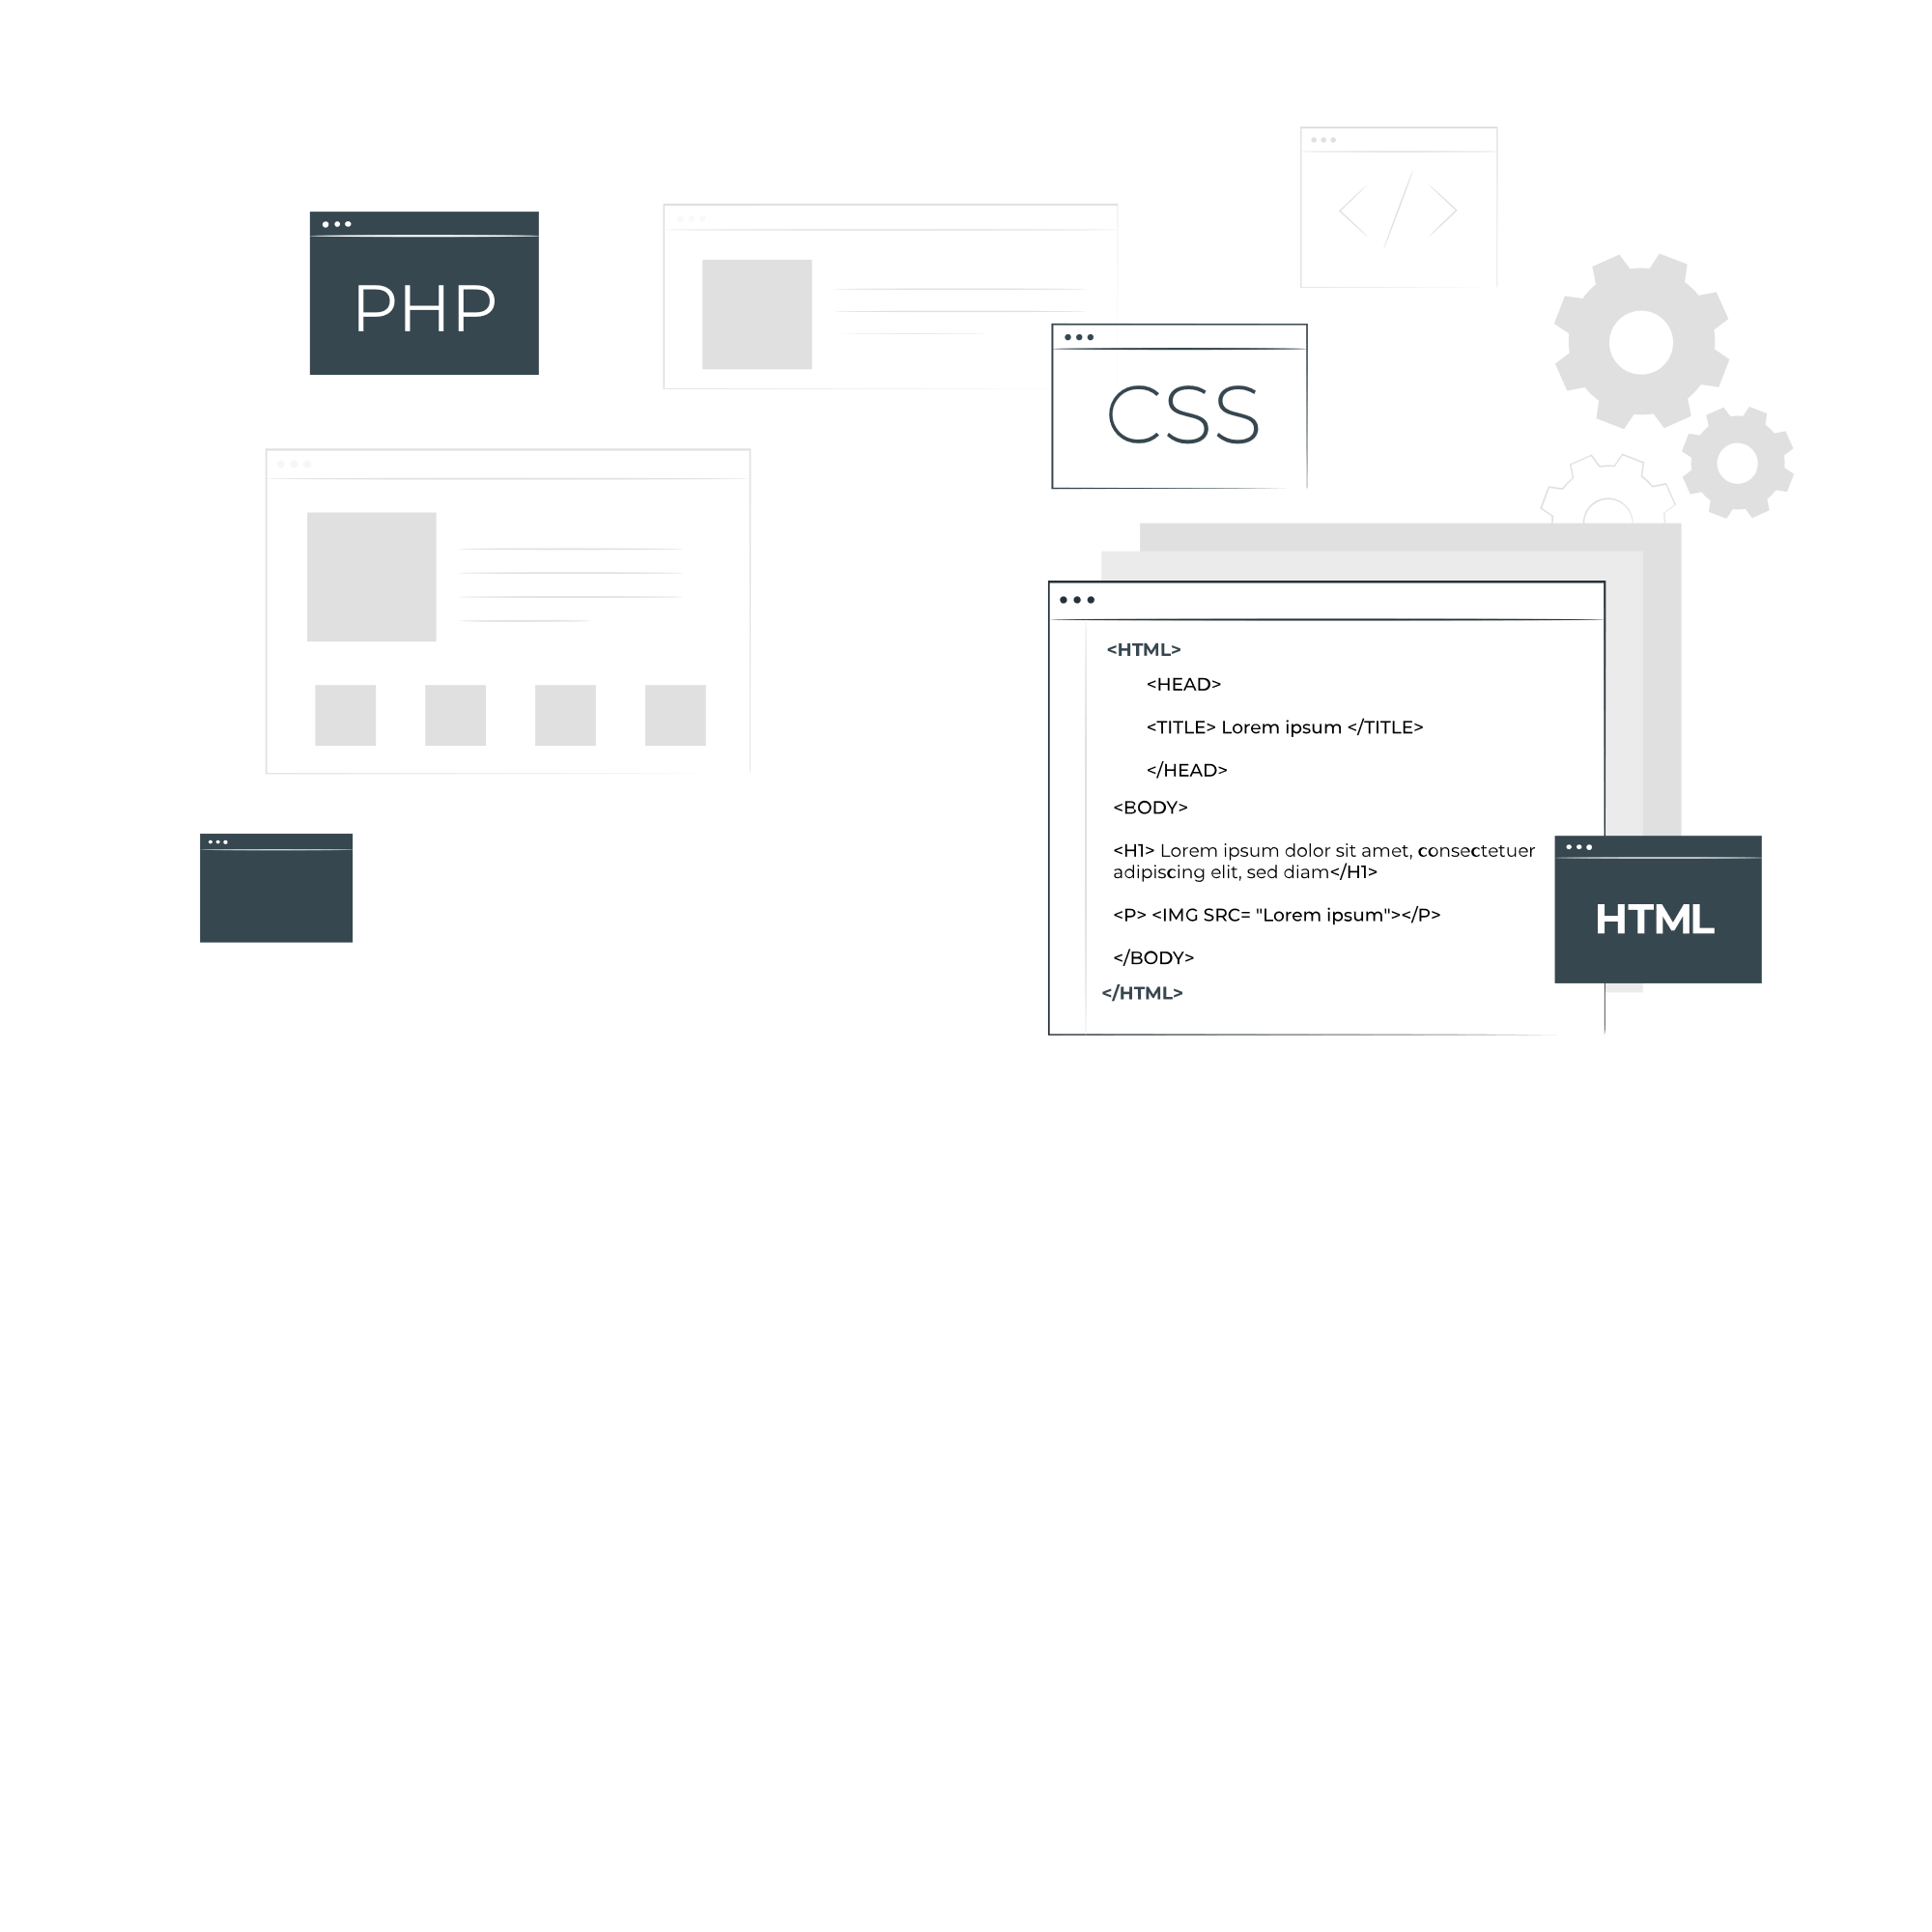 PHP
</>
CSS
<HTML>
<HEAD>
<TITLE> Lorem ipsum </TITLE>
</HEAD>
<BODY>
<H1> Lorem ipsum dolor sit amet, consectetuer
adipiscing elit, sed diam</H1>
<P> <IMG SRC= "Lorem ipsum"></P>
</BODY>
</HTML>
HTML